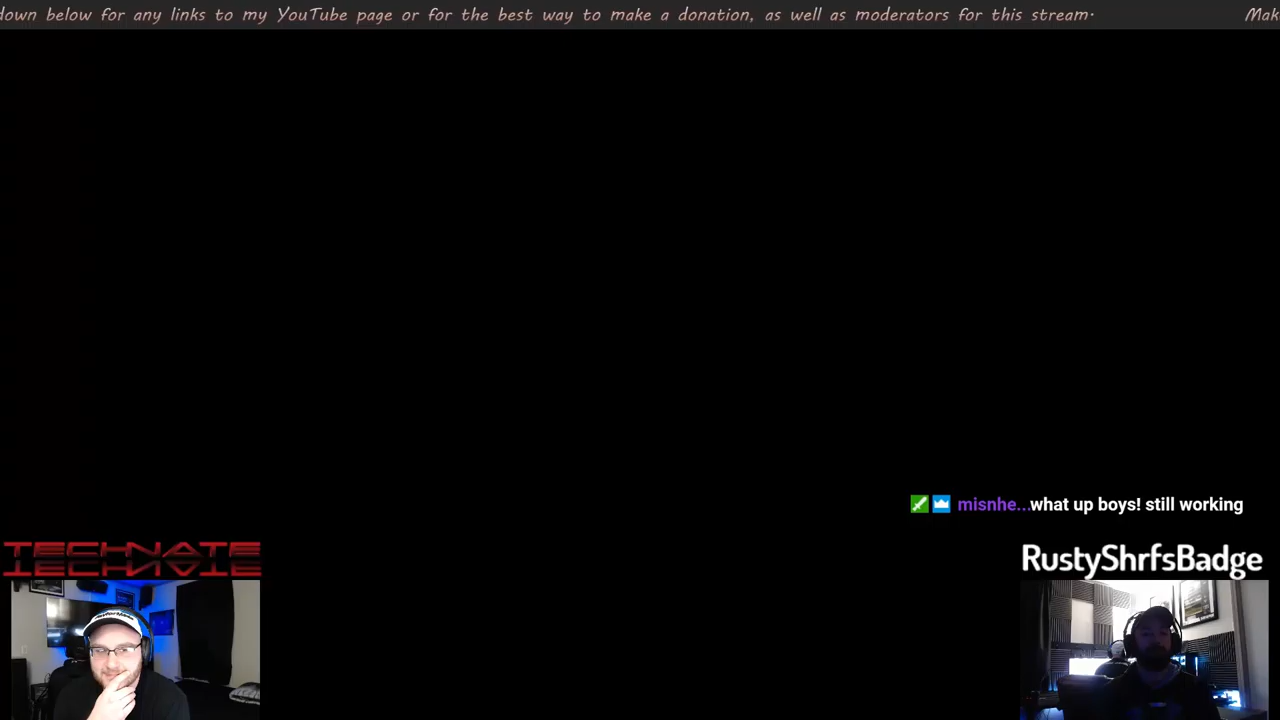 down below for any links to my YouTube page or for the best way to make a donation, as well as moderators for this stream. Mak
misnhe... what up boys! still working
TECHNATE
RustyShrfsBadge